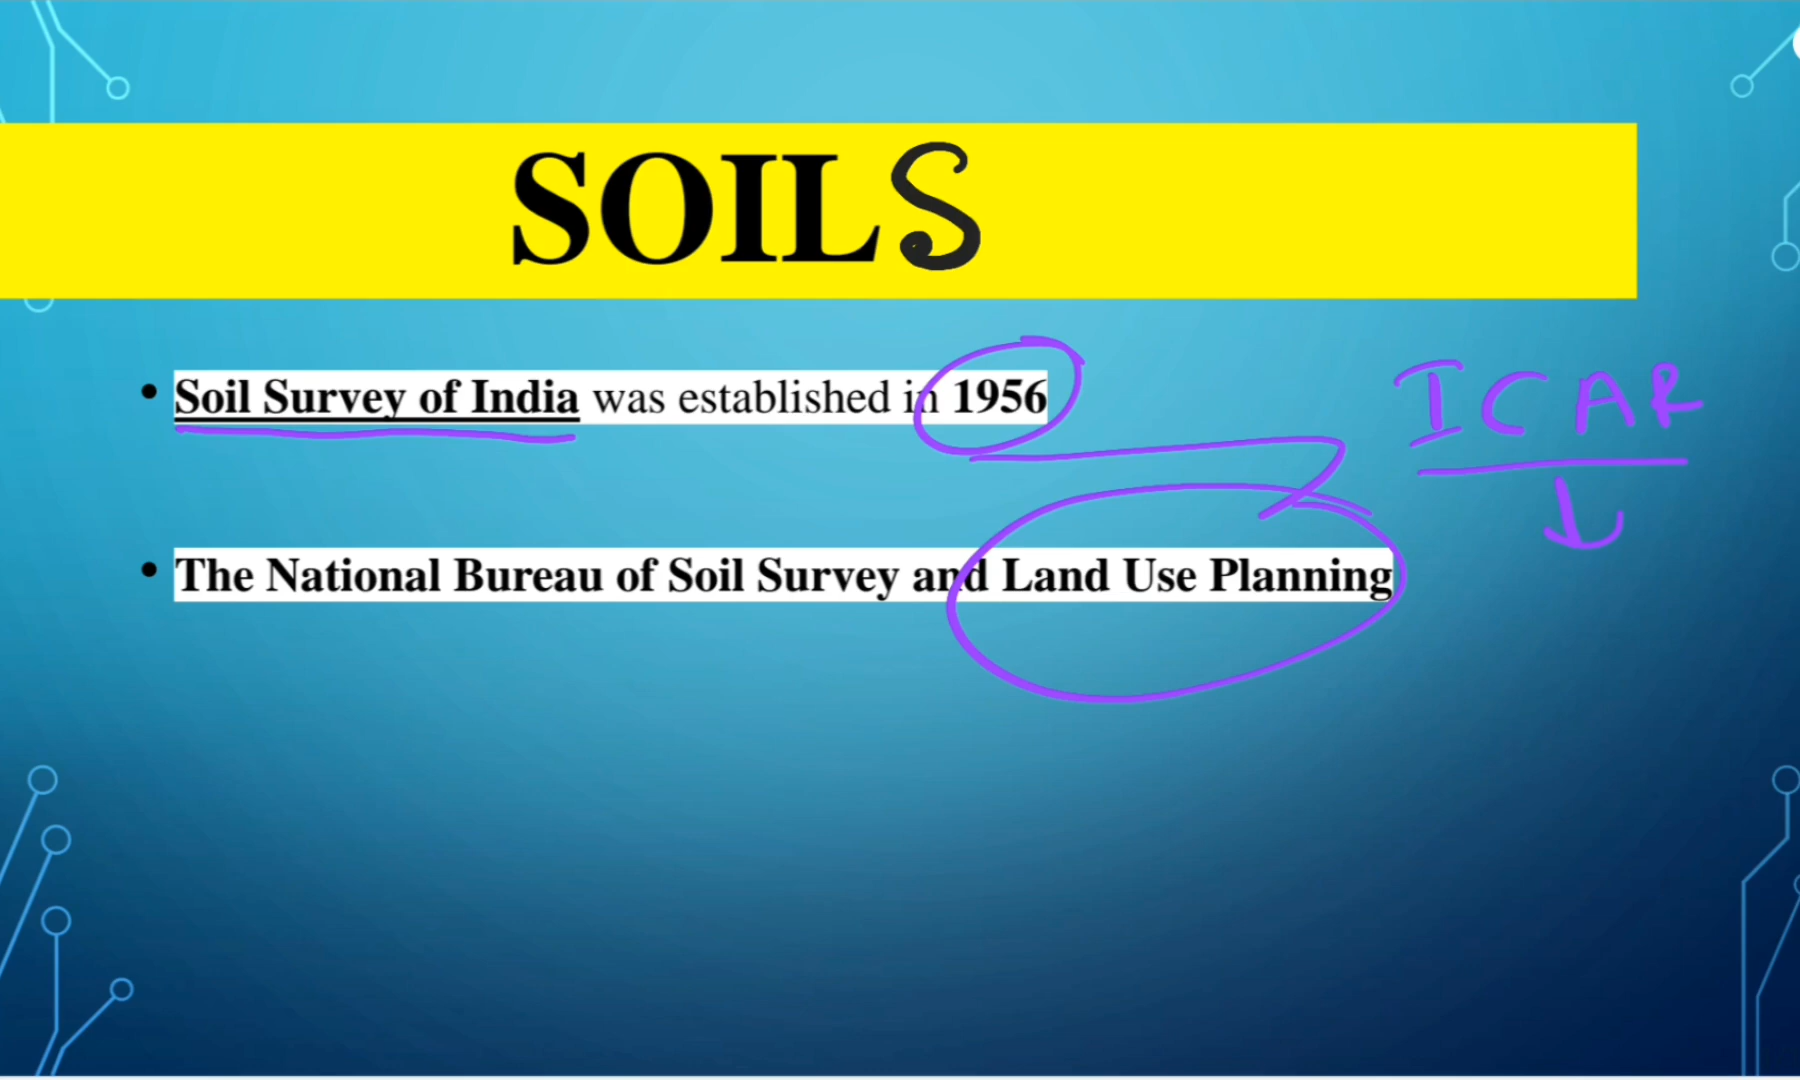 SOILS
• Soil Survey of India was established in 1956
ICAR
• The National Bureau of Soil Survey and Land Use Planning